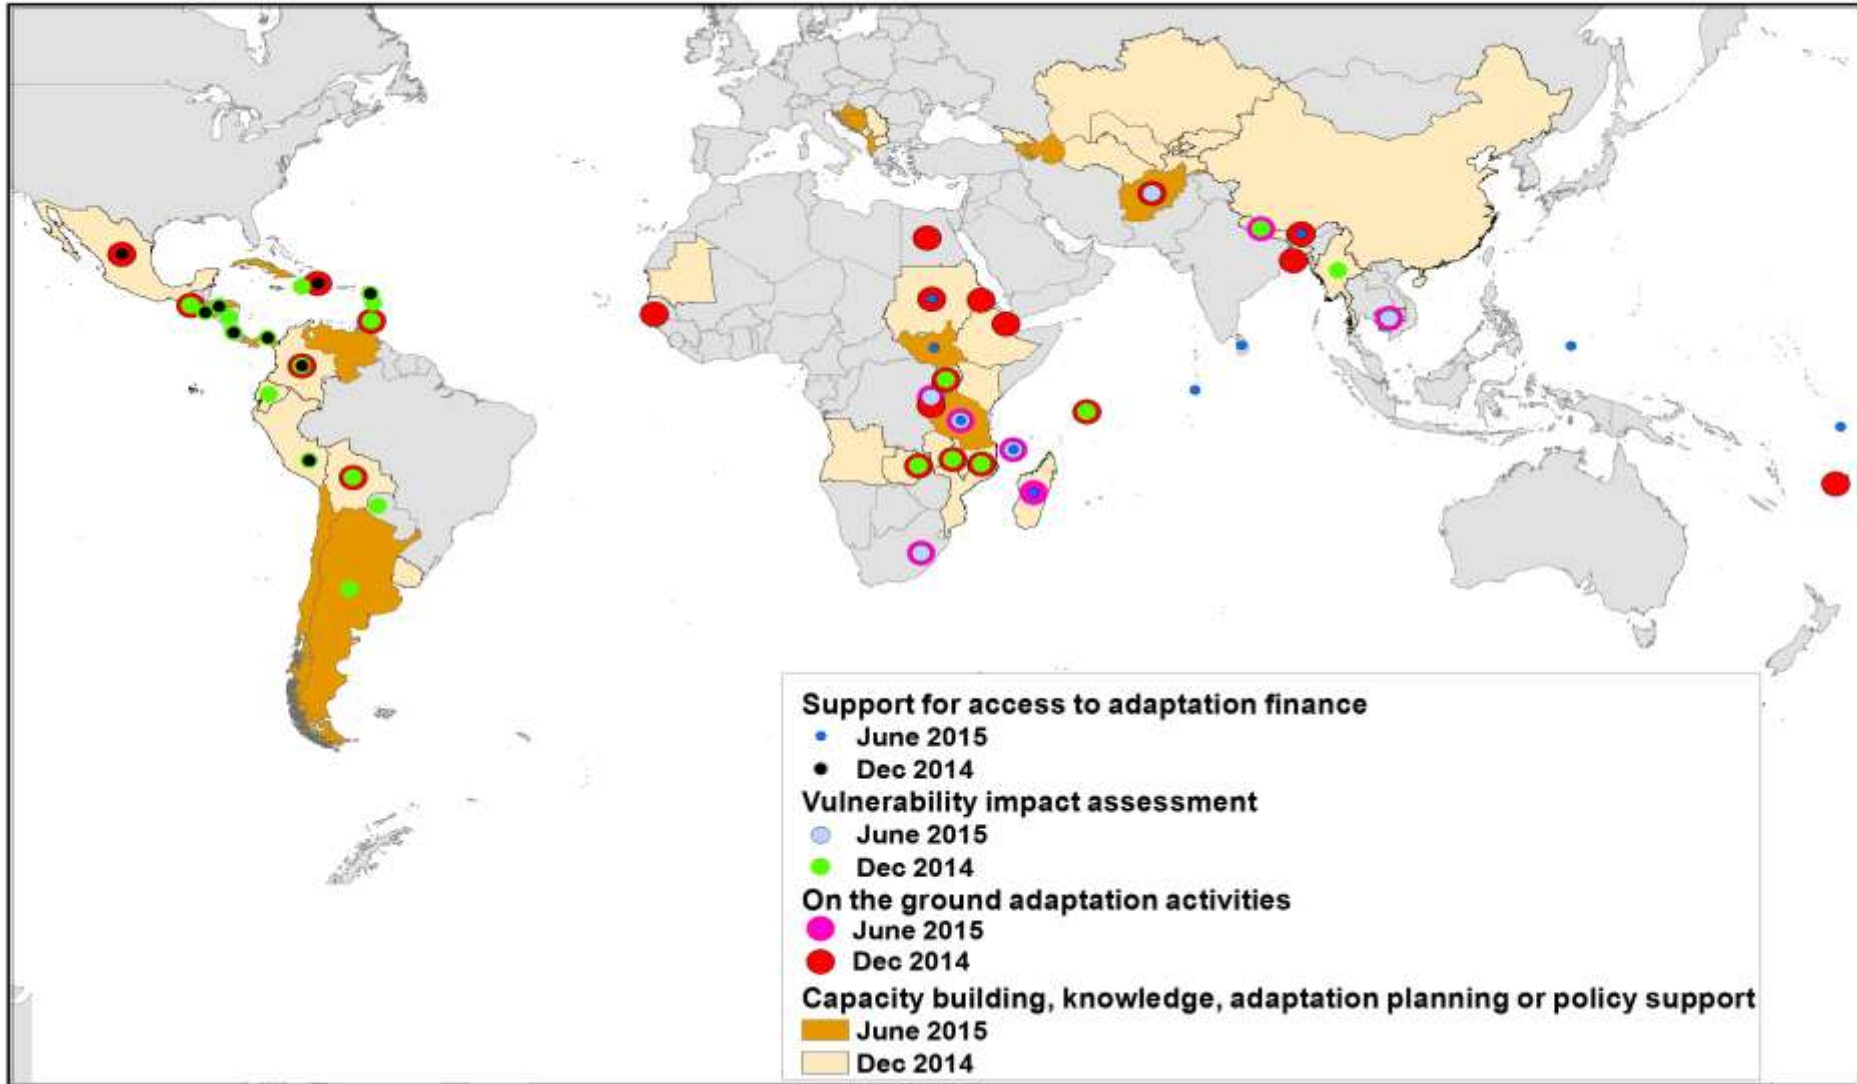 Support for access to adaptation finance
June 2015
Dec 2014
Vulnerability impact assessment
June 2015
Dec 2014
On the ground adaptation activities
June 2015
Dec 2014
Capacity building, knowledge, adaptation planning or policy support
June 2015
Dec 2014